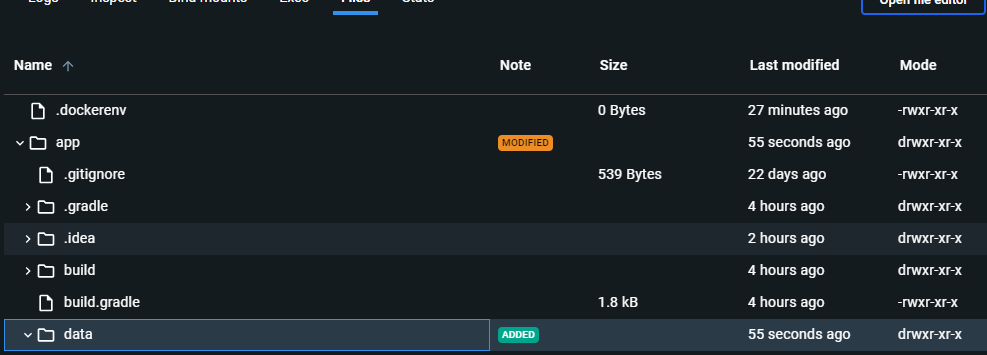 Logs Inspect Bind mounts Exec Files Stats Open file editor
Name Note Size Last modified Mode
.dockerenv 0 Bytes 27 minutes ago -rwxr-xr-x
app MODIFIED 55 seconds ago drwxr-xr-x
.gitignore 539 Bytes 22 days ago -rwxr-xr-x
.gradle 4 hours ago drwxr-xr-x
.idea 2 hours ago drwxr-xr-x
build 4 hours ago drwxr-xr-x
build.gradle 1.8 kB 4 hours ago -rwxr-xr-x
data ADDED 55 seconds ago drwxr-xr-x